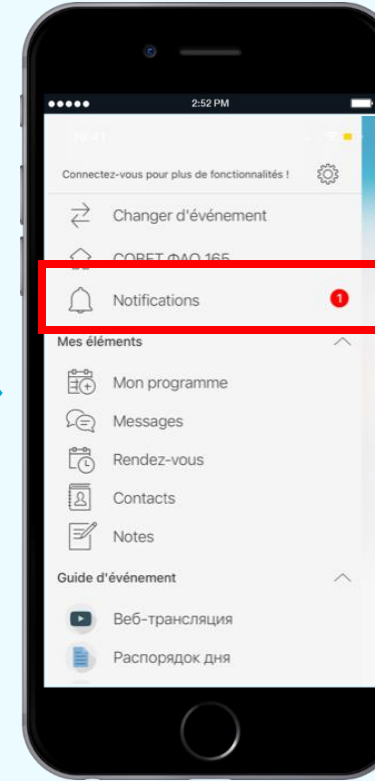 2:52 PM
Connectez-vous pour plus de fonctionnalités !
Changer d'événement
СОВЕТ ФАО 165
Notifications
1
Mes éléments
Mon programme
Messages
Rendez-vous
Contacts
Notes
Guide d'événement
Веб-трансляция
Распорядок дня